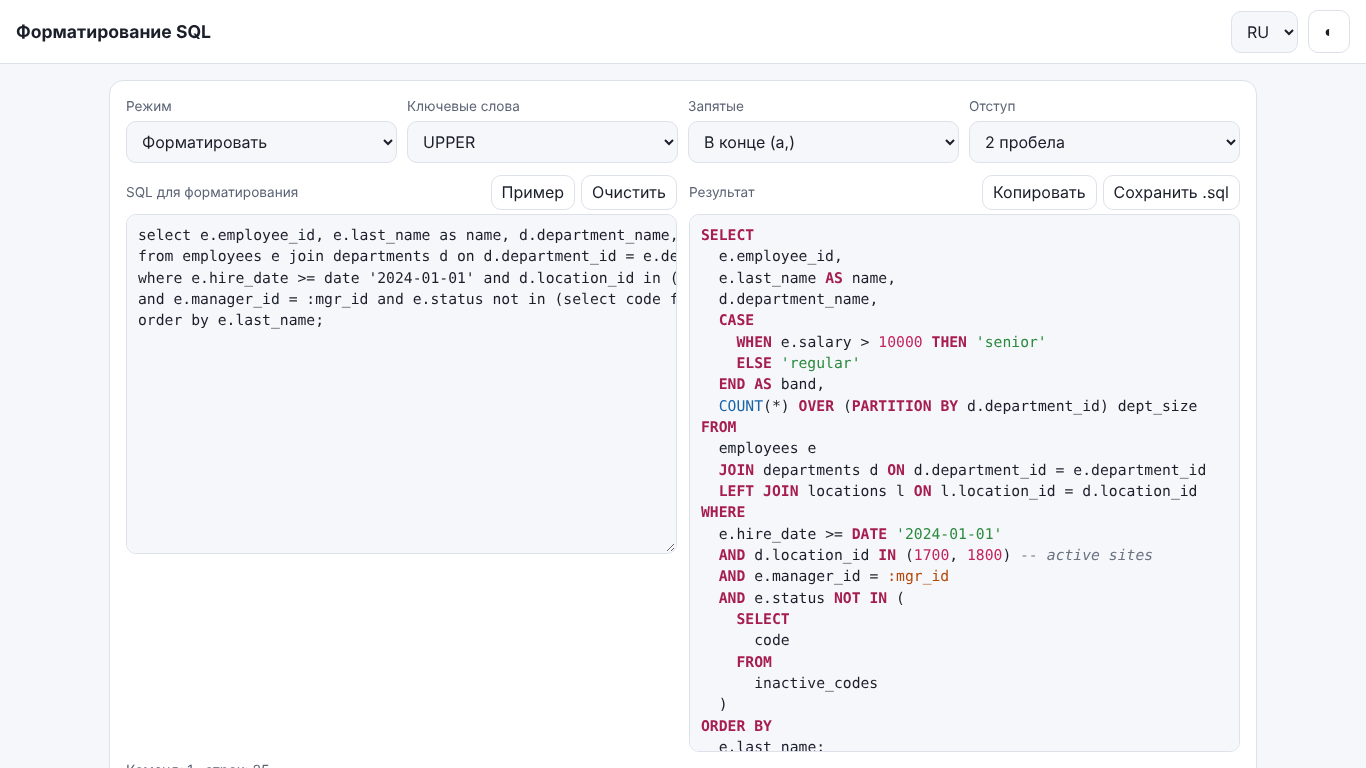 Форматирование SQL
RU
Режим
Ключевые слова
Запятые
Отступ
Форматировать
UPPER
В конце (a,)
2 пробела
SQL для форматирования
Пример
Очистить
Результат
Копировать
Сохранить .sql
select e.employee_id, e.last_name as name, d.department_name,
from employees e join departments d on d.department_id = e.de
where e.hire_date >= date '2024-01-01' and d.location_id in (
and e.manager_id = :mgr_id and e.status not in (select code f
order by e.last_name;
SELECT
  e.employee_id,
  e.last_name AS name,
  d.department_name,
  CASE
    WHEN e.salary > 10000 THEN 'senior'
    ELSE 'regular'
  END AS band,
  COUNT(*) OVER (PARTITION BY d.department_id) dept_size
FROM
  employees e
  JOIN departments d ON d.department_id = e.department_id
  LEFT JOIN locations l ON l.location_id = d.location_id
WHERE
  e.hire_date >= DATE '2024-01-01'
  AND d.location_id IN (1700, 1800) -- active sites
  AND e.manager_id = :mgr_id
  AND e.status NOT IN (
    SELECT
      code
    FROM
      inactive_codes
  )
ORDER BY
  e.last_name;